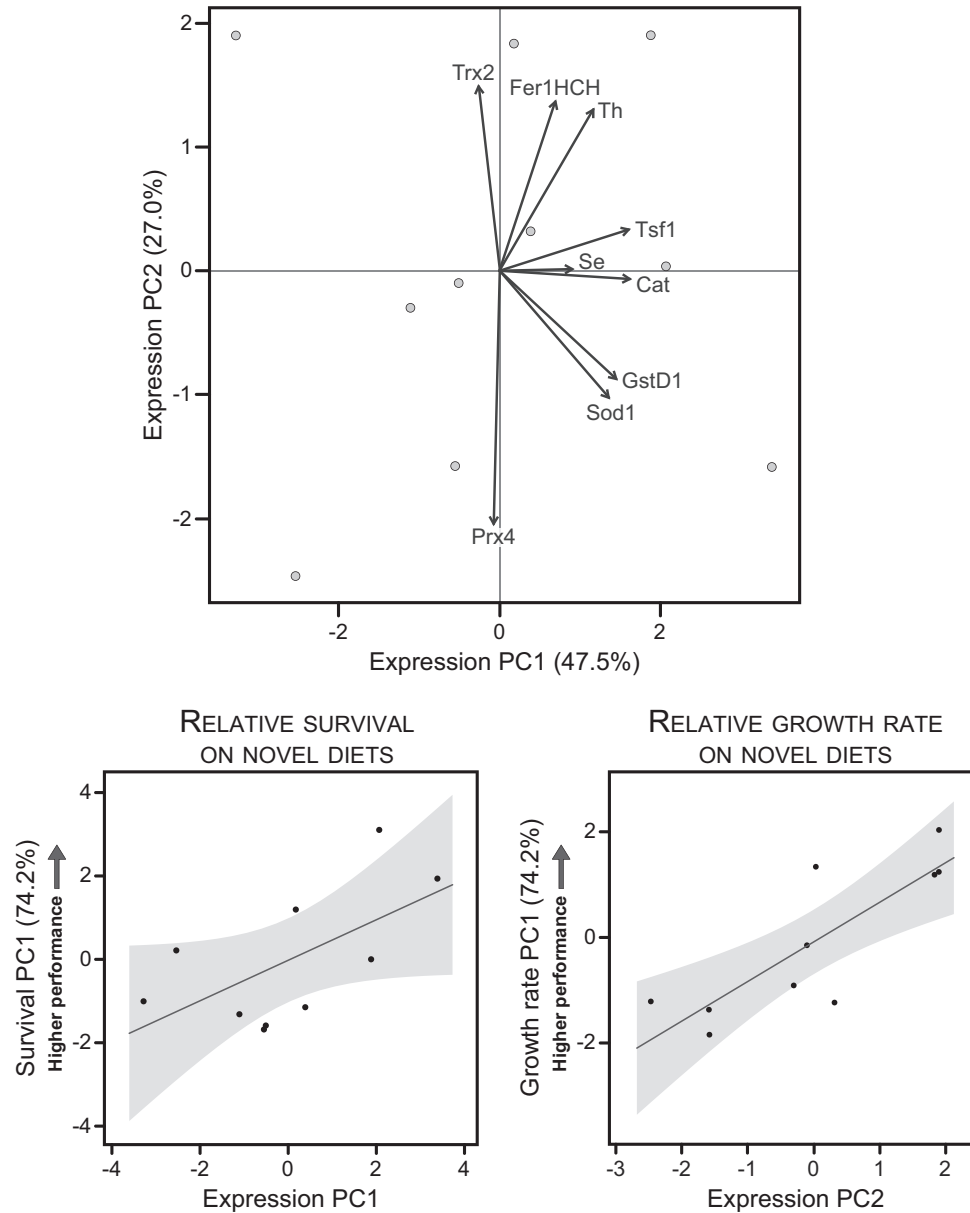 2
1
0
-1
-2
Expression PC2 (27.0%)
Trx2
Fer1HCH
Th
Tsf1
Se
Cat
GstD1
Sod1
Prx4
-2
0
2
Expression PC1 (47.5%)
RELATIVE SURVIVAL
ON NOVEL DIETS
4
2
0
-2
-4
Survival PC1 (74.2%)
Higher performance
-4
-2
0
2
4
Expression PC1
RELATIVE GROWTH RATE
ON NOVEL DIETS
2
0
-2
Growth rate PC1 (74.2%)
Higher performance
-3
-2
-1
0
1
2
Expression PC2